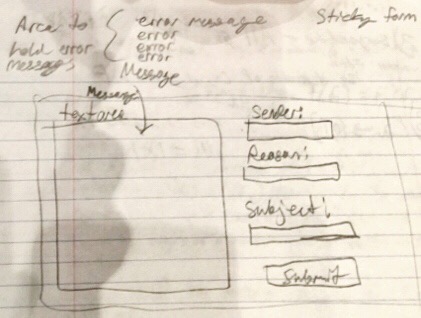 Area to
hold error
messages
error message
error
error
error
= Message
Sticky form
Message
textarea
Sender:
Reason:
Subject:
Submit